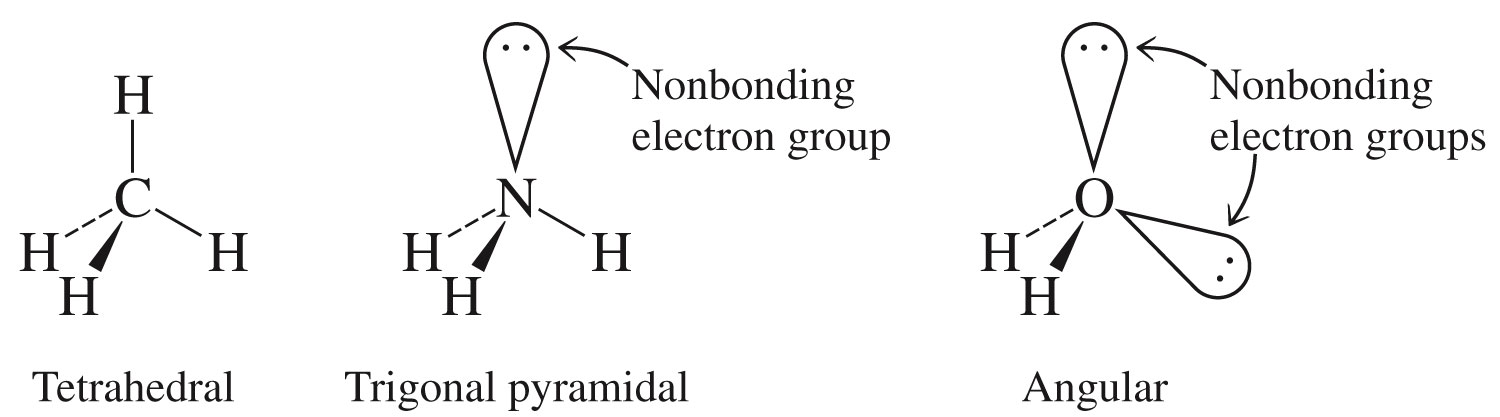 H
C
H
H
H
Tetrahedral
N
H
H
H
Nonbonding
electron group
Trigonal pyramidal
O
H
H
Nonbonding
electron groups
Angular